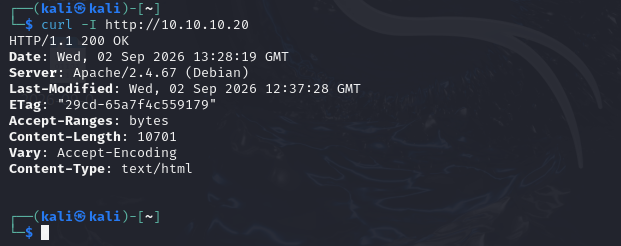 ┌──(kali㉿kali)-[~]
└─$ curl -I http://10.10.10.20
HTTP/1.1 200 OK
Date: Wed, 02 Sep 2026 13:28:19 GMT
Server: Apache/2.4.67 (Debian)
Last-Modified: Wed, 02 Sep 2026 12:37:28 GMT
ETag: "29cd-65a7f4c559179"
Accept-Ranges: bytes
Content-Length: 10701
Vary: Accept-Encoding
Content-Type: text/html
┌──(kali㉿kali)-[~]
└─$